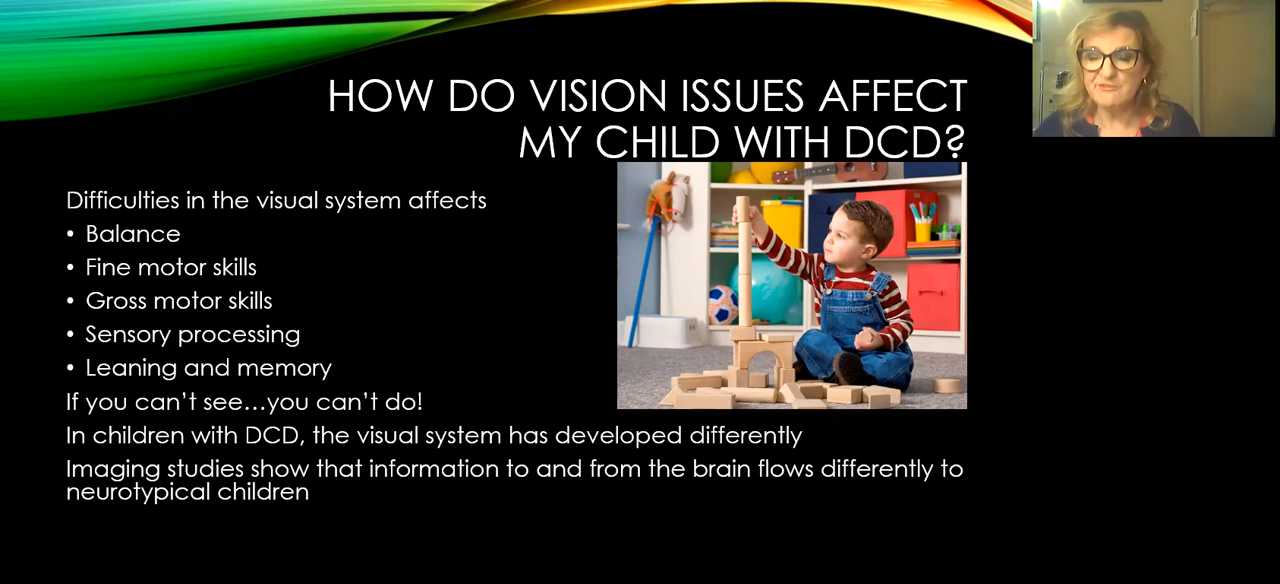 HOW DO VISION ISSUES AFFECT
MY CHILD WITH DCD?
Difficulties in the visual system affects
• Balance
• Fine motor skills
• Gross motor skills
• Sensory processing
• Leaning and memory
If you can't see...you can't do!
In children with DCD, the visual system has developed differently
Imaging studies show that information to and from the brain flows differently to
neurotypical children